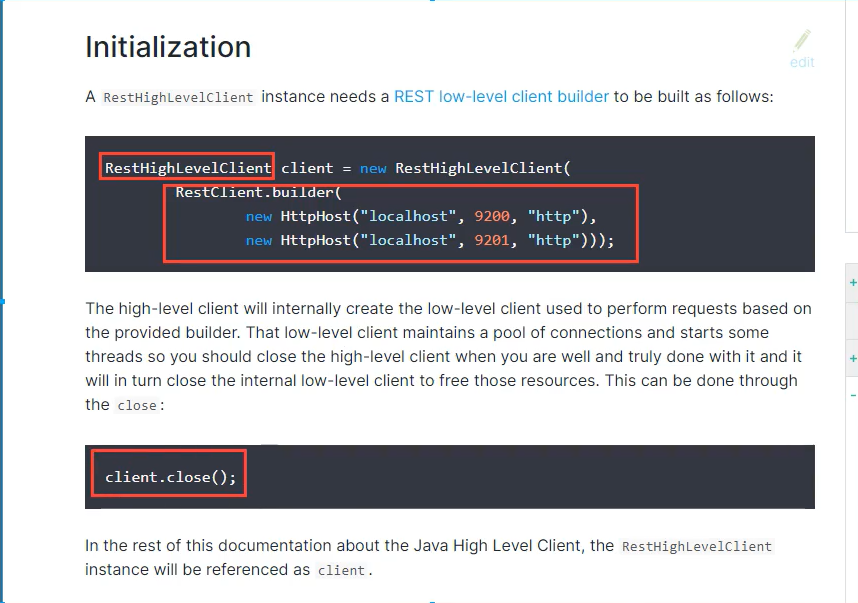 Initialization
edit
A RestHighLevelClient instance needs a REST low-level client builder to be built as follows:
RestHighLevelClient client = new RestHighLevelClient(
RestClient.builder(
new HttpHost("localhost", 9200, "http"),
new HttpHost("localhost", 9201, "http")));
The high-level client will internally create the low-level client used to perform requests based on
the provided builder. That low-level client maintains a pool of connections and starts some
threads so you should close the high-level client when you are well and truly done with it and it
will in turn close the internal low-level client to free those resources. This can be done through
the close:
client.close();
In the rest of this documentation about the Java High Level Client, the RestHighLevelClient
instance will be referenced as client.